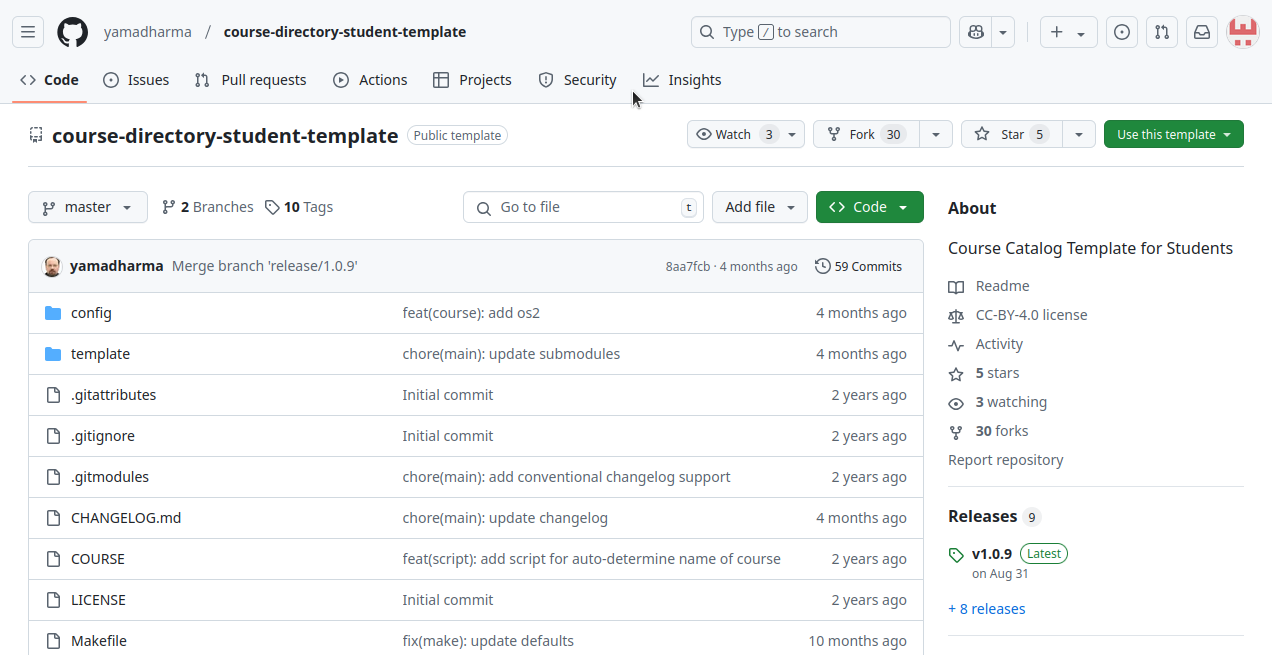 yamadharma / course-directory-student-template Type / to search
Code Issues Pull requests Actions Projects Security Insights
course-directory-student-template Public template Watch 3 Fork 30 Star 5 Use this template
master 2 Branches 10 Tags Go to file t Add file Code
yamadharma Merge branch 'release/1.0.9' 8aa7fcb · 4 months ago 59 Commits
config feat(course): add os2 4 months ago
template chore(main): update submodules 4 months ago
.gitattributes Initial commit 2 years ago
.gitignore Initial commit 2 years ago
.gitmodules chore(main): add conventional changelog support 2 years ago
CHANGELOG.md chore(main): update changelog 4 months ago
COURSE feat(script): add script for auto-determine name of course 2 years ago
LICENSE Initial commit 2 years ago
Makefile fix(make): update defaults 10 months ago
About
Course Catalog Template for Students
Readme
CC-BY-4.0 license
Activity
5 stars
3 watching
30 forks
Report repository
Releases 9
v1.0.9 Latest
on Aug 31
+ 8 releases